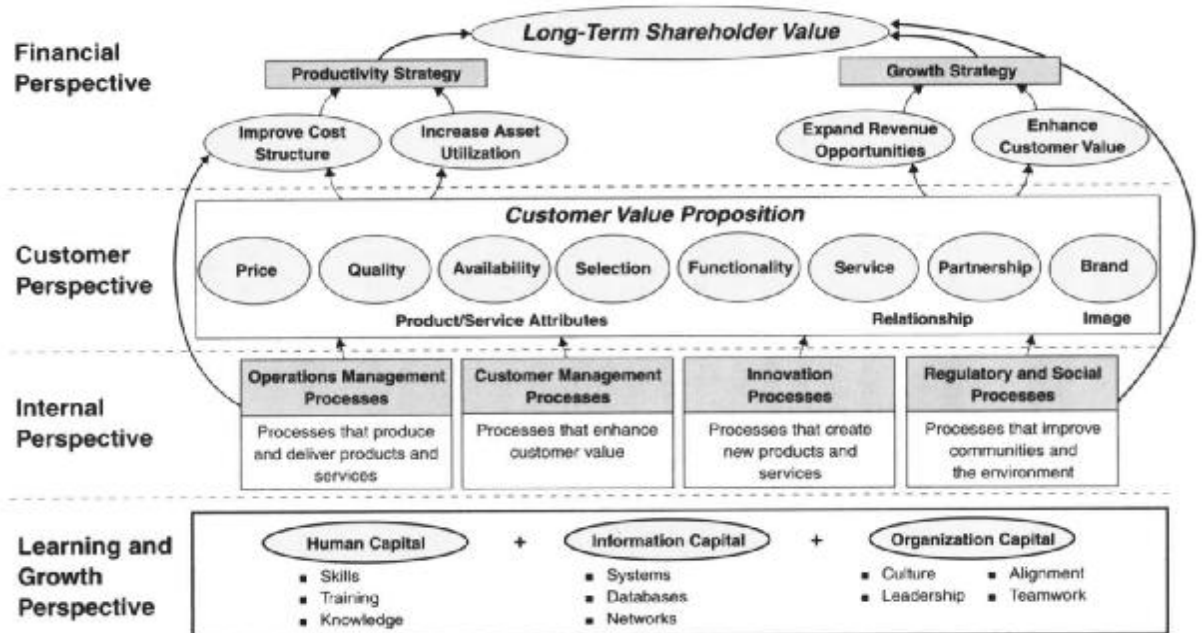 Financial
Perspective
Long-Term Shareholder Value
Productivity Strategy
Growth Strategy
Improve Cost
Structure
Increase Asset
Utilization
Expand Revenue
Opportunities
Enhance
Customer Value
Customer
Perspective
Customer Value Proposition
Price
Quality
Availability
Selection
Functionality
Service
Partnership
Brand
Product/Service Attributes
Relationship
Image
Internal
Perspective
Operations Management
Processes
Processes that produce
and deliver products and
services
Customer Management
Processes
Processes that enhance
customer value
Innovation
Processes
Processes that create
new products and
services
Regulatory and Social
Processes
Processes that improve
communities and
the environment
Learning and
Growth
Perspective
Human Capital
▪ Skills
▪ Training
▪ Knowledge
+
Information Capital
▪ Systems
▪ Databases
▪ Networks
+
Organization Capital
▪ Culture
▪ Leadership
▪ Alignment
▪ Teamwork